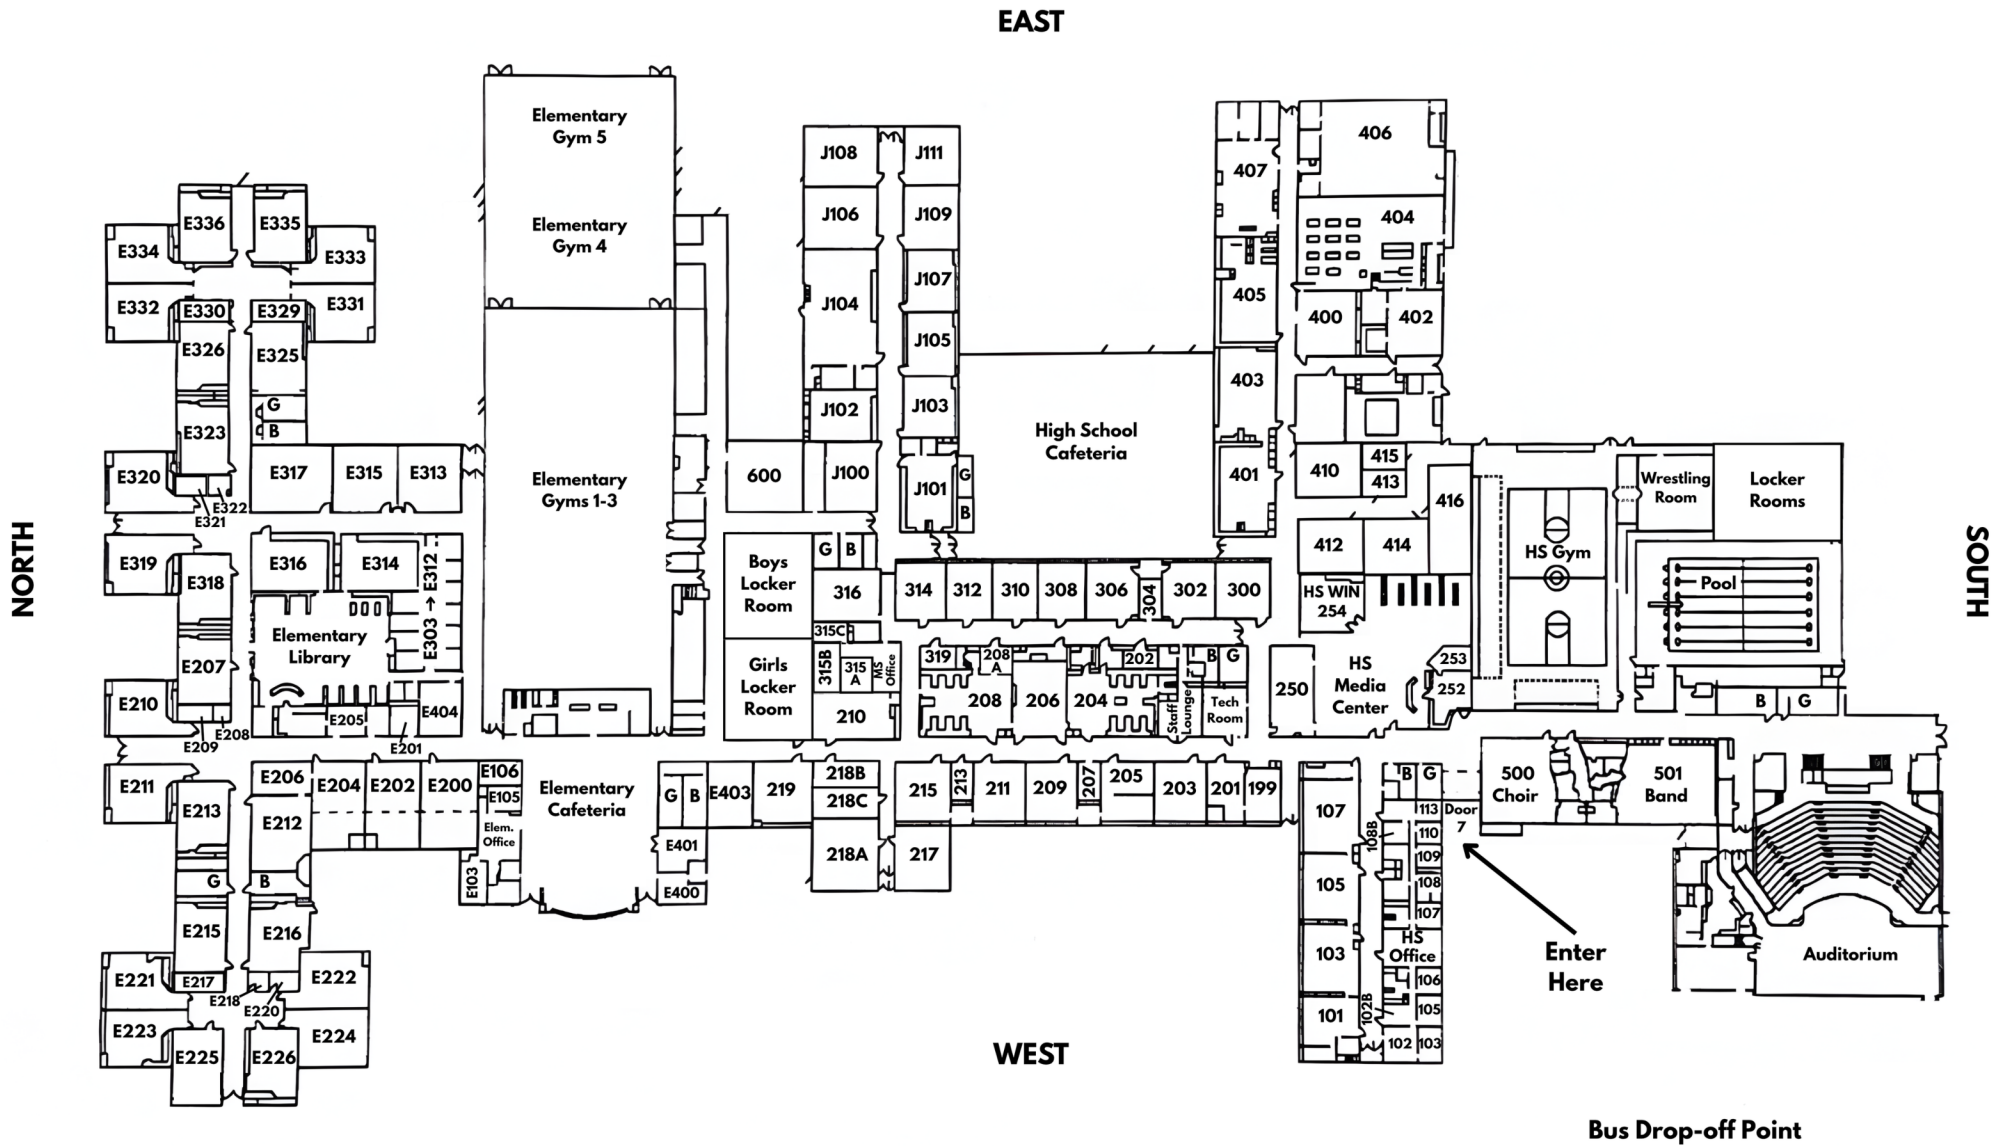 EAST
Elementary
Gym 5
Elementary
Gym 4
Elementary
Gyms 1-3
J108
J111
J106
J109
J107
J104
J105
J102
J103
600
J100
J101
G
B
407
406
404
405
400
402
403
401
410
415
413
416
412
414
High School
Cafeteria
E336
E335
E334
E333
E332
E331
E330
E329
E326
E325
G
B
E323
E320
E317
E315
E313
E322
E321
NORTH
E319
E318
E316
E314
E303 → E312
Elementary
Library
E207
E210
E205
E404
E209
E208
E201
Boys
Locker
Room
G
B
316
315C
315B
315
A
MS
Office
Girls
Locker
Room
210
314
312
310
308
306
304
302
300
319
208
A
208
206
204
202
B
G
Staff
Lounge
Tech
Room
HS WIN
254
250
HS
Media
Center
253
252
HS Gym
Wrestling
Room
Locker
Rooms
Pool
B
G
SOUTH
E211
E206
E204
E202
E200
E106
E105
Elem.
Office
E103
Elementary
Cafeteria
G
B
E403
E401
E400
E213
E212
G
B
E215
E216
E221
E217
E222
E218
E220
E223
E224
E225
E226
219
218B
218C
218A
215
213
211
209
207
205
203
201
199
217
107
105
103
101
B
G
113
108B
110
109
108
107
HS
Office
106
102B
105
102
103
Door
7
500
Choir
501
Band
Auditorium
Enter
Here
WEST
Bus Drop-off Point